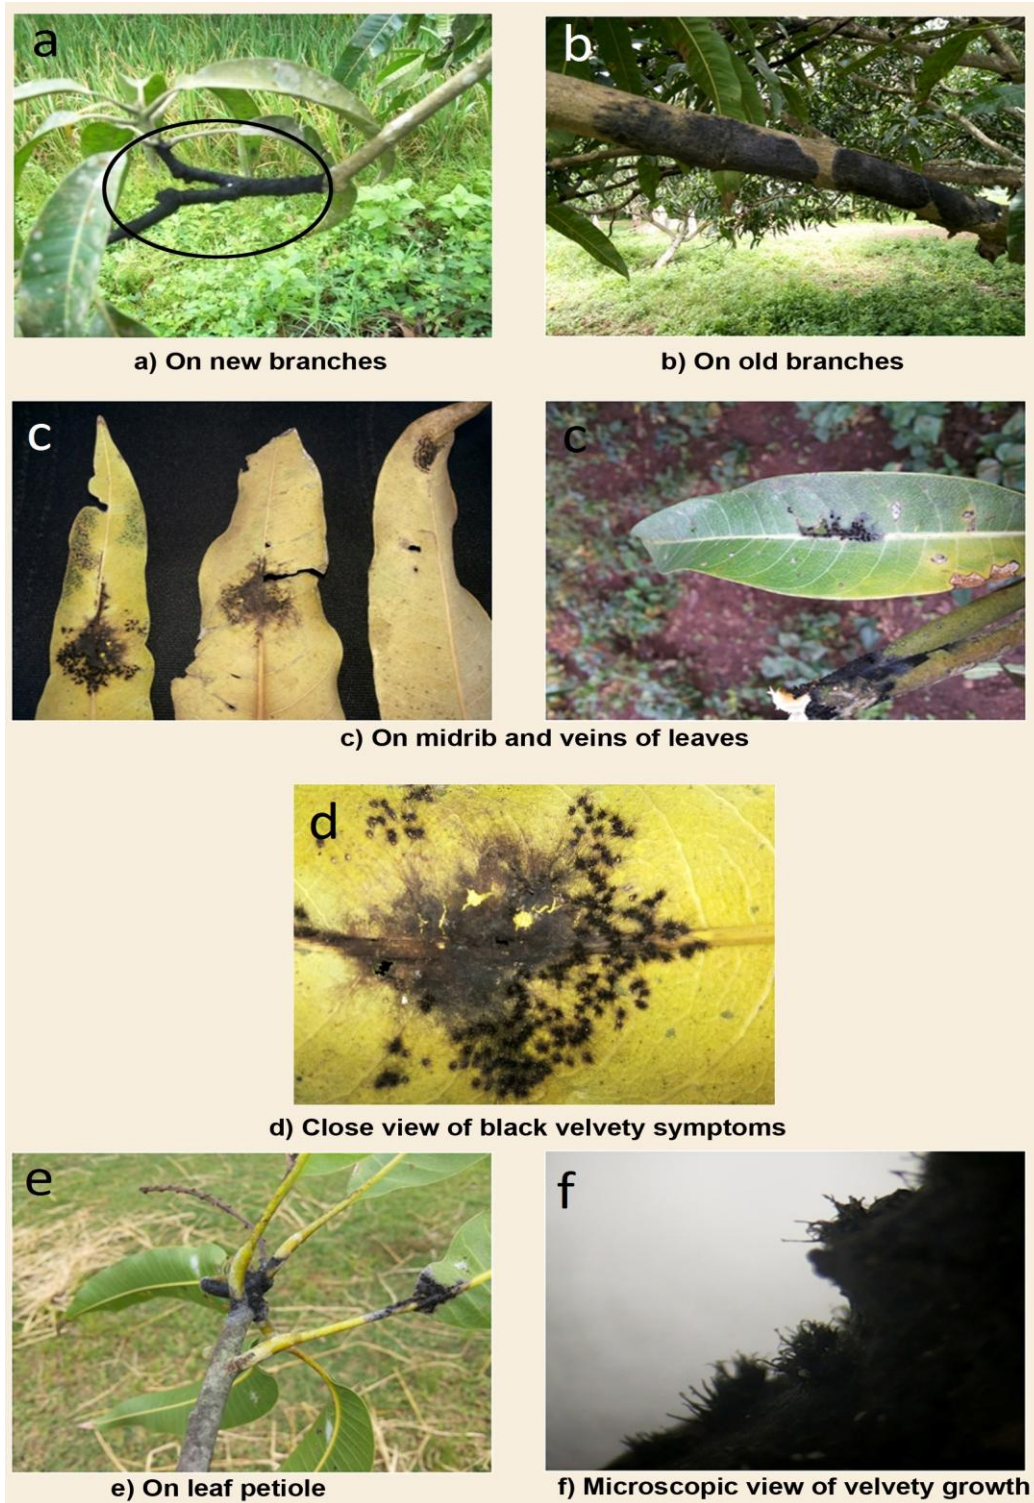 a
b
a) On new branches
b) On old branches
c
c
c) On midrib and veins of leaves
d
d) Close view of black velvety symptoms
e
f
e) On leaf petiole
f) Microscopic view of velvety growth